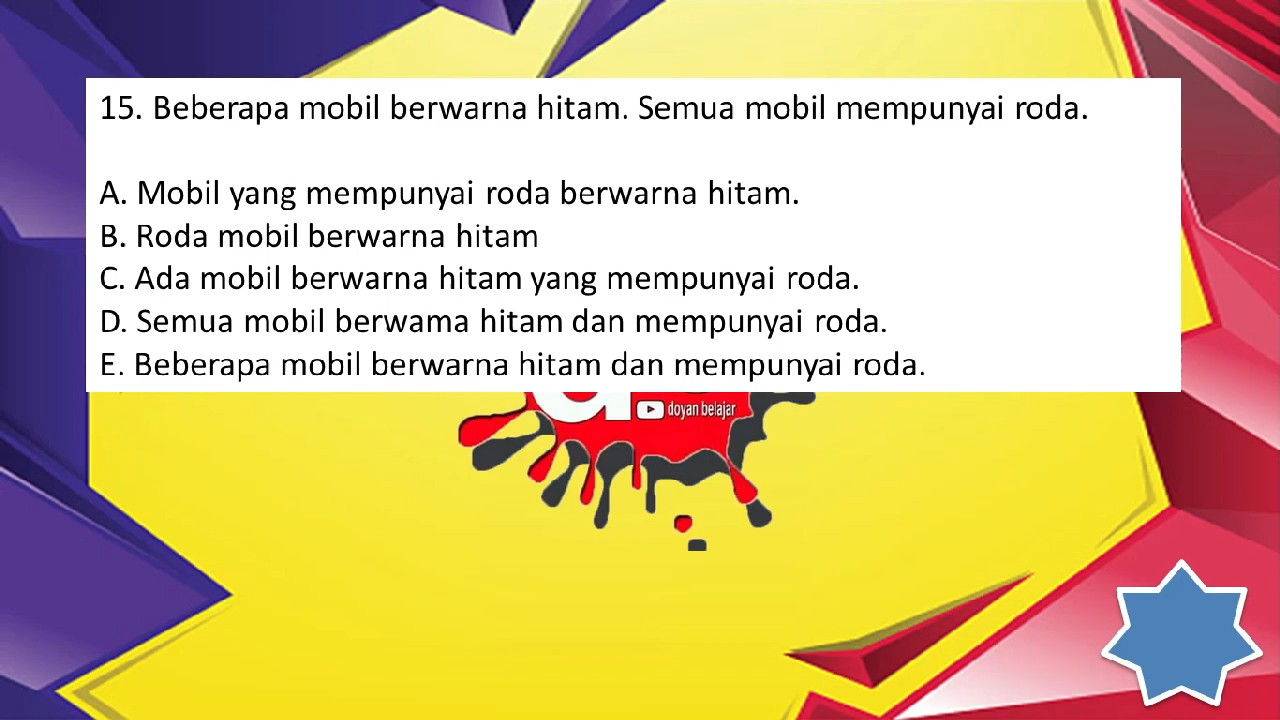 15. Beberapa mobil berwarna hitam. Semua mobil mempunyai roda.
A. Mobil yang mempunyai roda berwarna hitam.
B. Roda mobil berwarna hitam
C. Ada mobil berwarna hitam yang mempunyai roda.
D. Semua mobil berwama hitam dan mempunyai roda.
E. Beberapa mobil berwarna hitam dan mempunyai roda.
doyan belajar